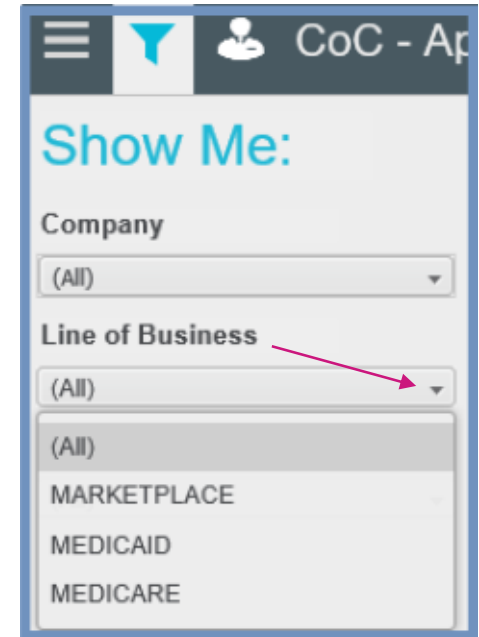 CoC - Ap
Show Me:
Company
(All)
Line of Business
(All)
(All)
MARKETPLACE
MEDICAID
MEDICARE